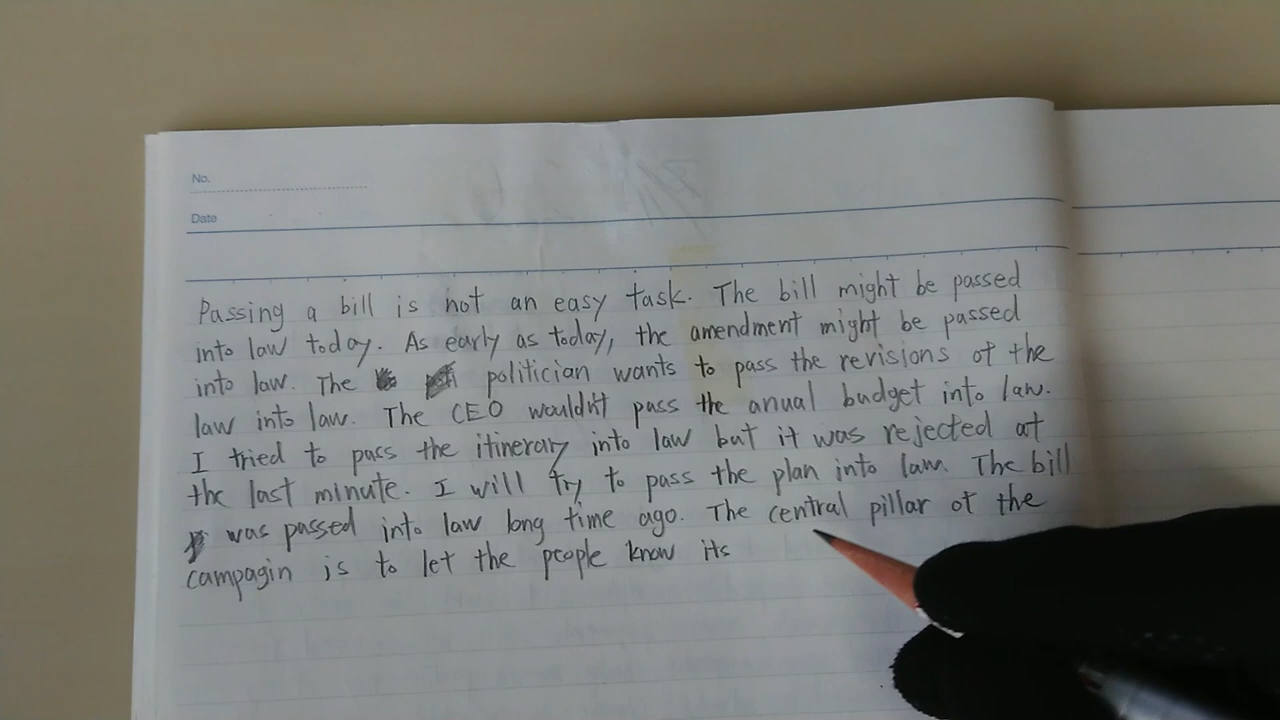 No.
Date
Passing a bill is not an easy task. The bill might be passed
into law today. As early as today, the amendment might be passed
into law. The politician wants to pass the revisions of the
law into law. The CEO wouldn't pass the anual budget into law.
I tried to pass the itinerary into law but it was rejected at
the last minute. I will try to pass the plan into law. The bill
was passed into law long time ago. The central pillar of the
campagin is to let the people know its